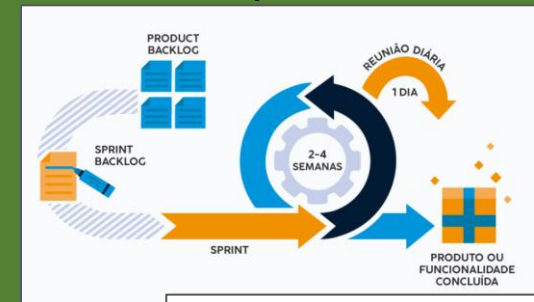 PRODUCT
BACKLOG
REUNIÃO DIÁRIA
1 DIA
SPRINT
BACKLOG
2-4
SEMANAS
SPRINT
PRODUTO OU
FUNCIONALIDADE
CONCLUÍDA